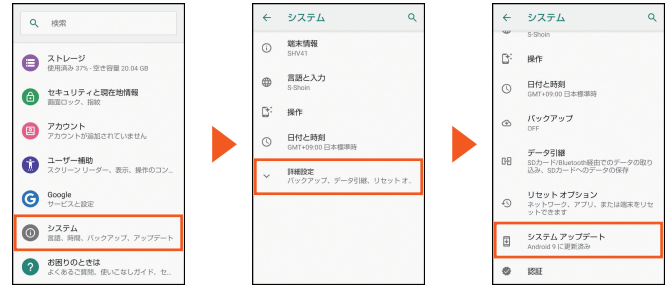 検索
ストレージ
使用済み 37% - 空き容量 20.04 GB
セキュリティと現在地情報
画面ロック、指紋
アカウント
アカウントが追加されていません
ユーザー補助
スクリーン リーダー、表示、操作のコン...
Google
サービスと設定
システム
言語、時間、バックアップ、アップデート
お困りのときは
よくあるご質問、使いこなしガイド、セ...
システム
端末情報
SHV41
言語と入力
S-Shoin
操作
日付と時刻
GMT+09:00 日本標準時
詳細設定
バックアップ、データ引継、リセット オ..
システム
S-Shoin
操作
日付と時刻
GMT+09:00 日本標準時
バックアップ
OFF
データ引継
SDカード/Bluetooth経由でのデータの取り
込み、SDカードへのデータの保存
リセット オプション
ネットワーク、アプリ、または端末をリセ
ットできます
システム アップデート
Android 9 に更新済み
認証